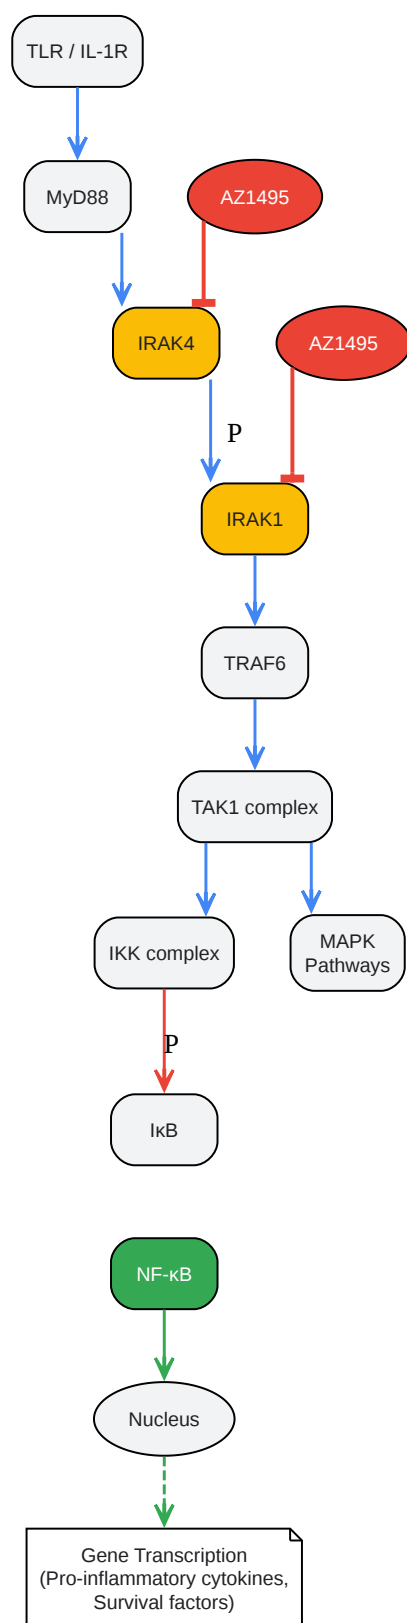 TLR / IL-1R
MyD88
AZ1495
IRAK4
AZ1495
P
IRAK1
TRAF6
TAK1 complex
IKK complex
MAPK
Pathways
P
IκB
NF-κB
Nucleus
Gene Transcription
(Pro-inflammatory cytokines,
Survival factors)